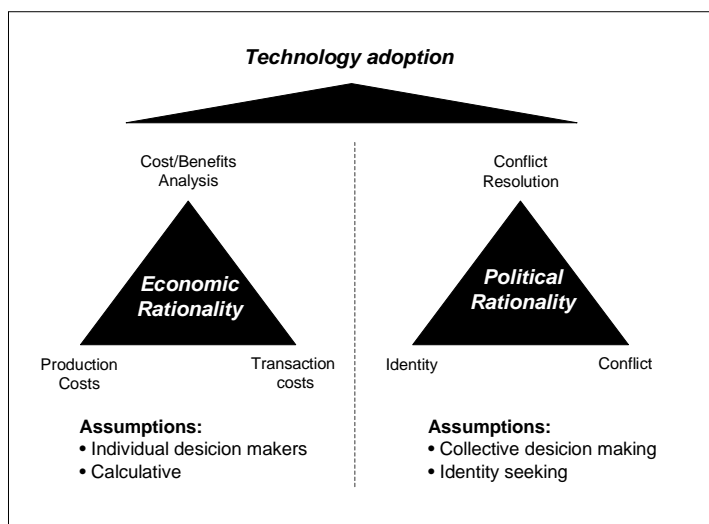 Technology adoption
Cost/Benefits
Analysis
Economic
Rationality
Production
Costs
Transaction
costs
Assumptions:
• Individual desicion makers
• Calculative
Conflict
Resolution
Political
Rationality
Identity
Conflict
Assumptions:
• Collective desicion making
• Identity seeking